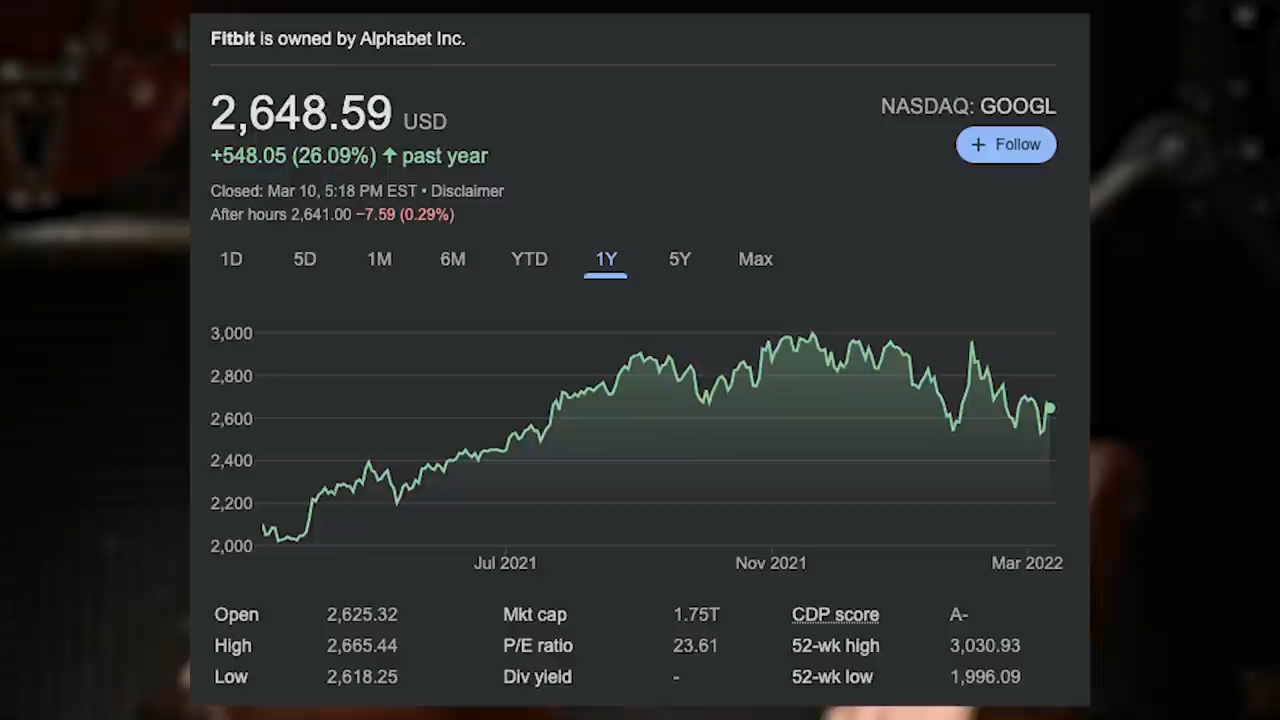 Fitbit is owned by Alphabet Inc.
2,648.59 USD
NASDAQ: GOOGL
+548.05 (26.09%) ↑ past year
+ Follow
Closed: Mar 10, 5:18 PM EST • Disclaimer
After hours 2,641.00 −7.59 (0.29%)
1D 5D 1M 6M YTD 1Y 5Y Max
3,000
2,800
2,600
2,400
2,200
2,000
Jul 2021 Nov 2021 Mar 2022
Open 2,625.32 Mkt cap 1.75T CDP score A-
High 2,665.44 P/E ratio 23.61 52-wk high 3,030.93
Low 2,618.25 Div yield - 52-wk low 1,996.09